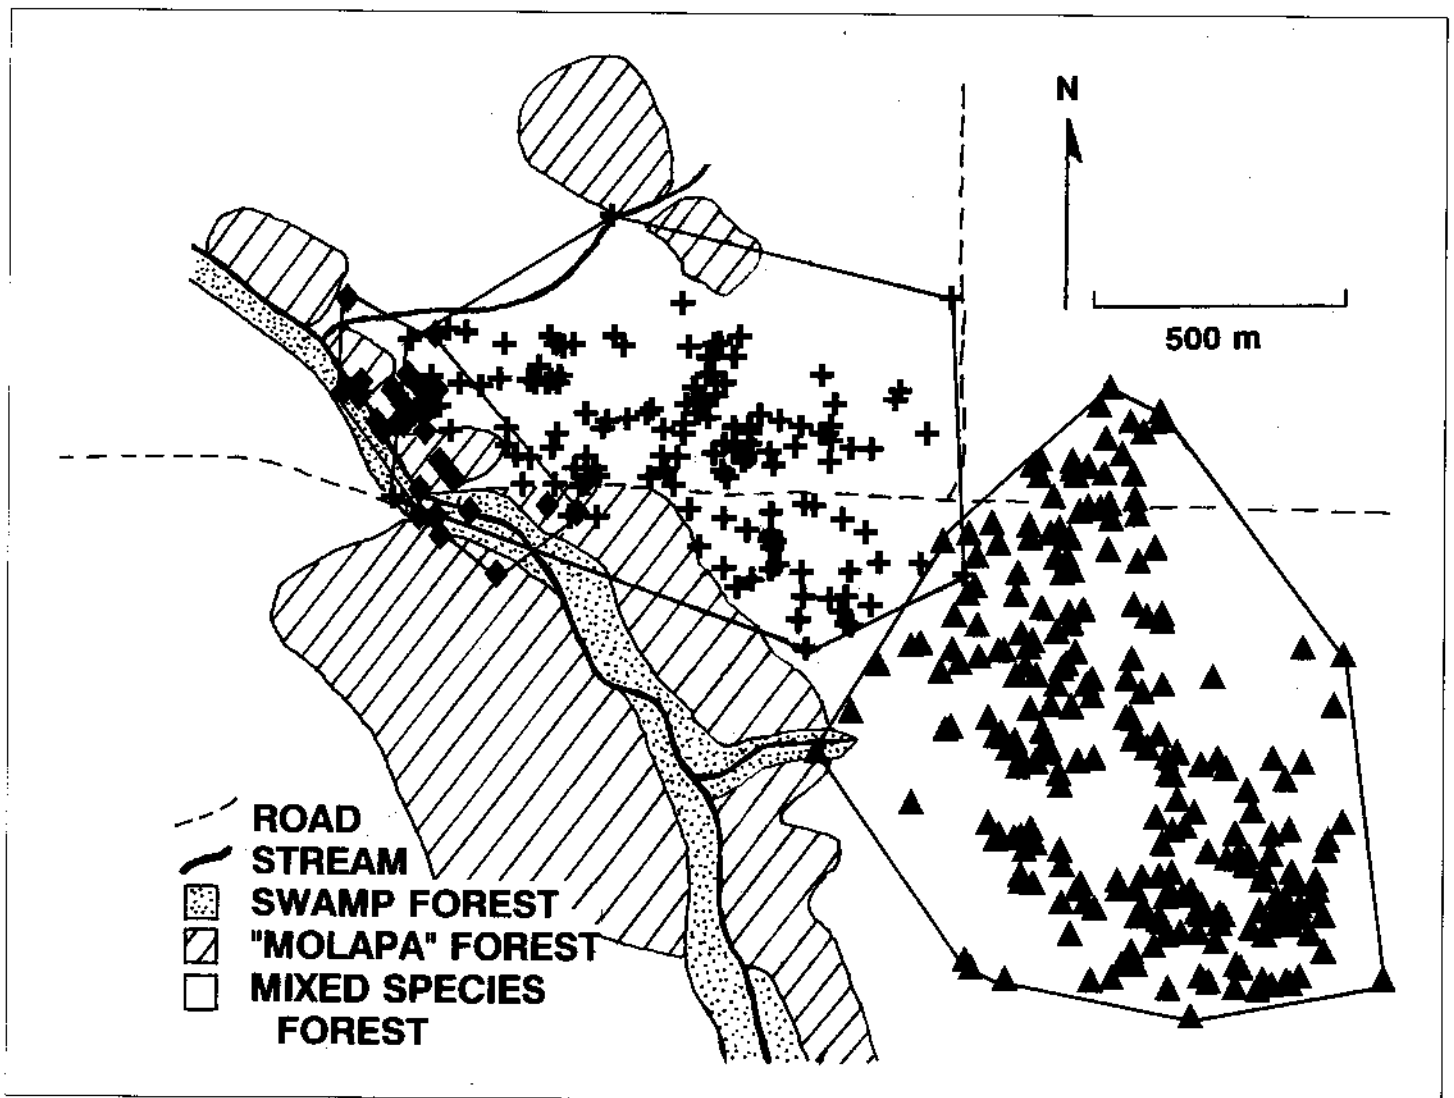 N
500 m
ROAD
STREAM
SWAMP FOREST
"MOLAPA" FOREST
MIXED SPECIES
FOREST